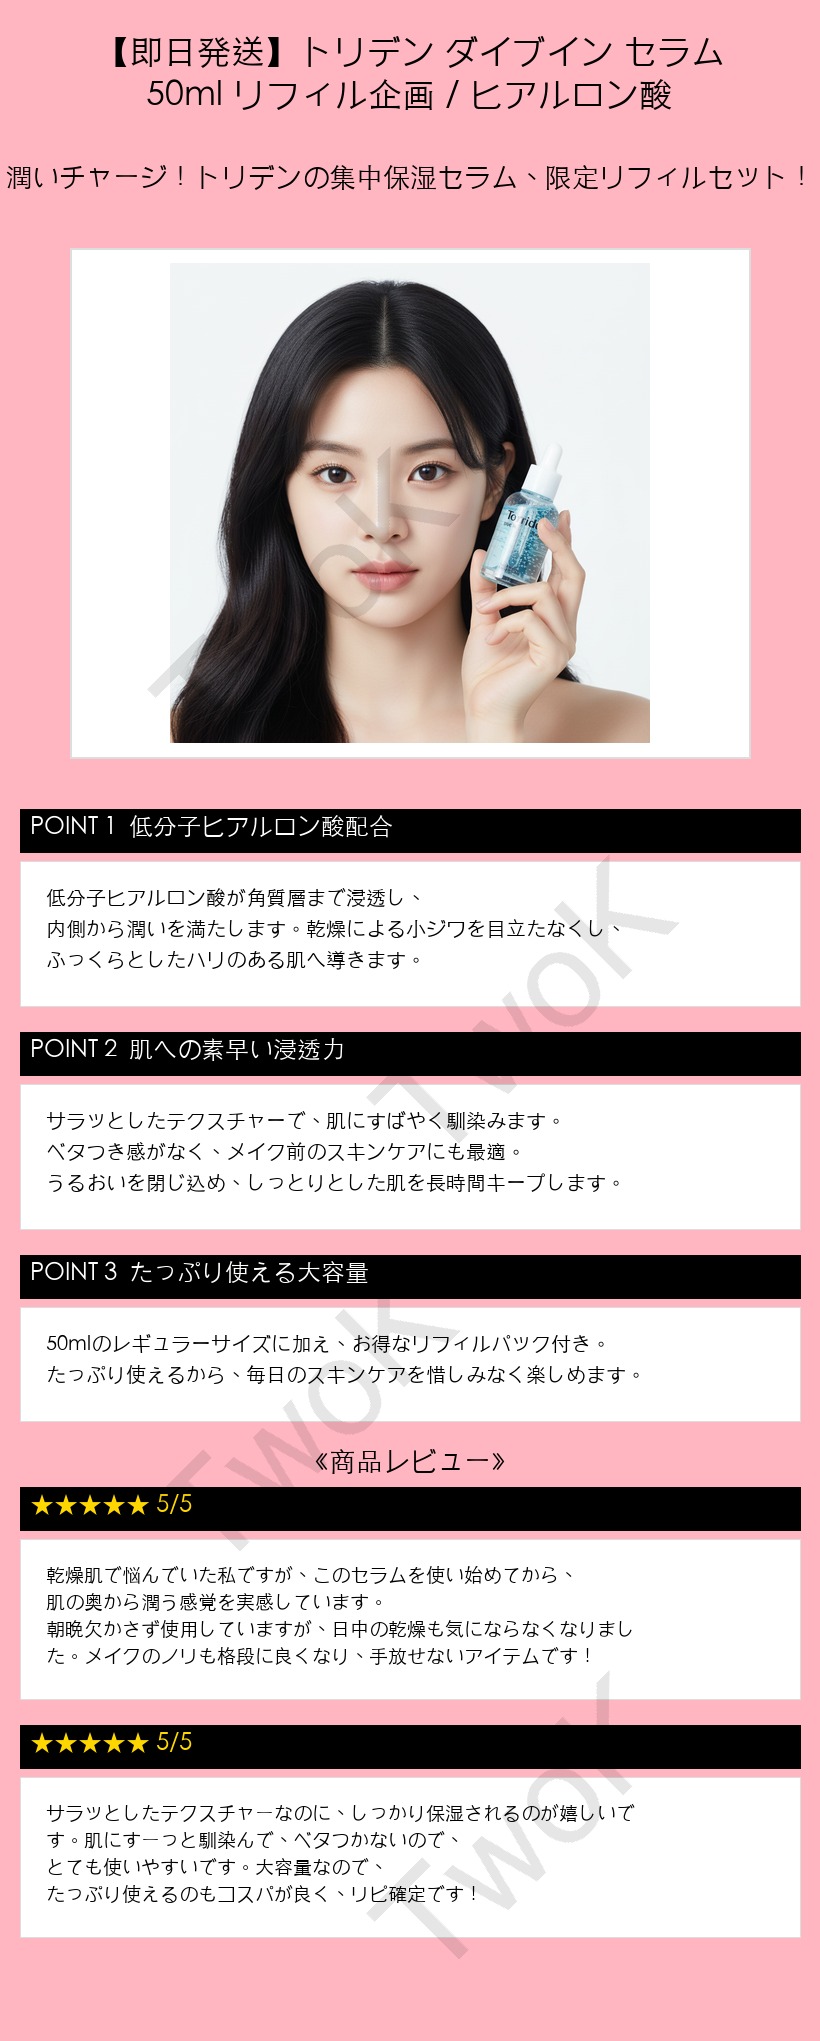 【即日発送】トリデン ダイブイン セラム
50ml リフィル企画 / ヒアルロン酸
潤いチャージ！トリデンの集中保湿セラム、限定リフィルセット！
TwoK
POINT 1 低分子ヒアルロン酸配合
低分子ヒアルロン酸が角質層まで浸透し、
内側から潤いを満たします。乾燥による小ジワを目立たなくし、
ふっくらとしたハリのある肌へ導きます。
TwoK
POINT 2 肌への素早い浸透力
サラッとしたテクスチャーで、肌にすばやく馴染みます。
ベタつき感がなく、メイク前のスキンケアにも最適。
うるおいを閉じ込め、しっとりとした肌を長時間キープします。
POINT 3 たっぷり使える大容量
50mlのレギュラーサイズに加え、お得なリフィルパック付き。
たっぷり使えるから、毎日のスキンケアを惜しみなく楽しめます。
TwoK
《商品レビュー》
★★★★★ 5/5
乾燥肌で悩んでいた私ですが、このセラムを使い始めてから、
肌の奥から潤う感覚を実感しています。
朝晩欠かさず使用していますが、日中の乾燥も気にならなくなりまし
た。メイクのノリも格段に良くなり、手放せないアイテムです！
★★★★★ 5/5
サラッとしたテクスチャーなのに、しっかり保湿されるのが嬉しいで
す。肌にすーっと馴染んで、ベタつかないので、
とても使いやすいです。大容量なので、
たっぷり使えるのもコスパが良く、リピ確定です！
TwoK